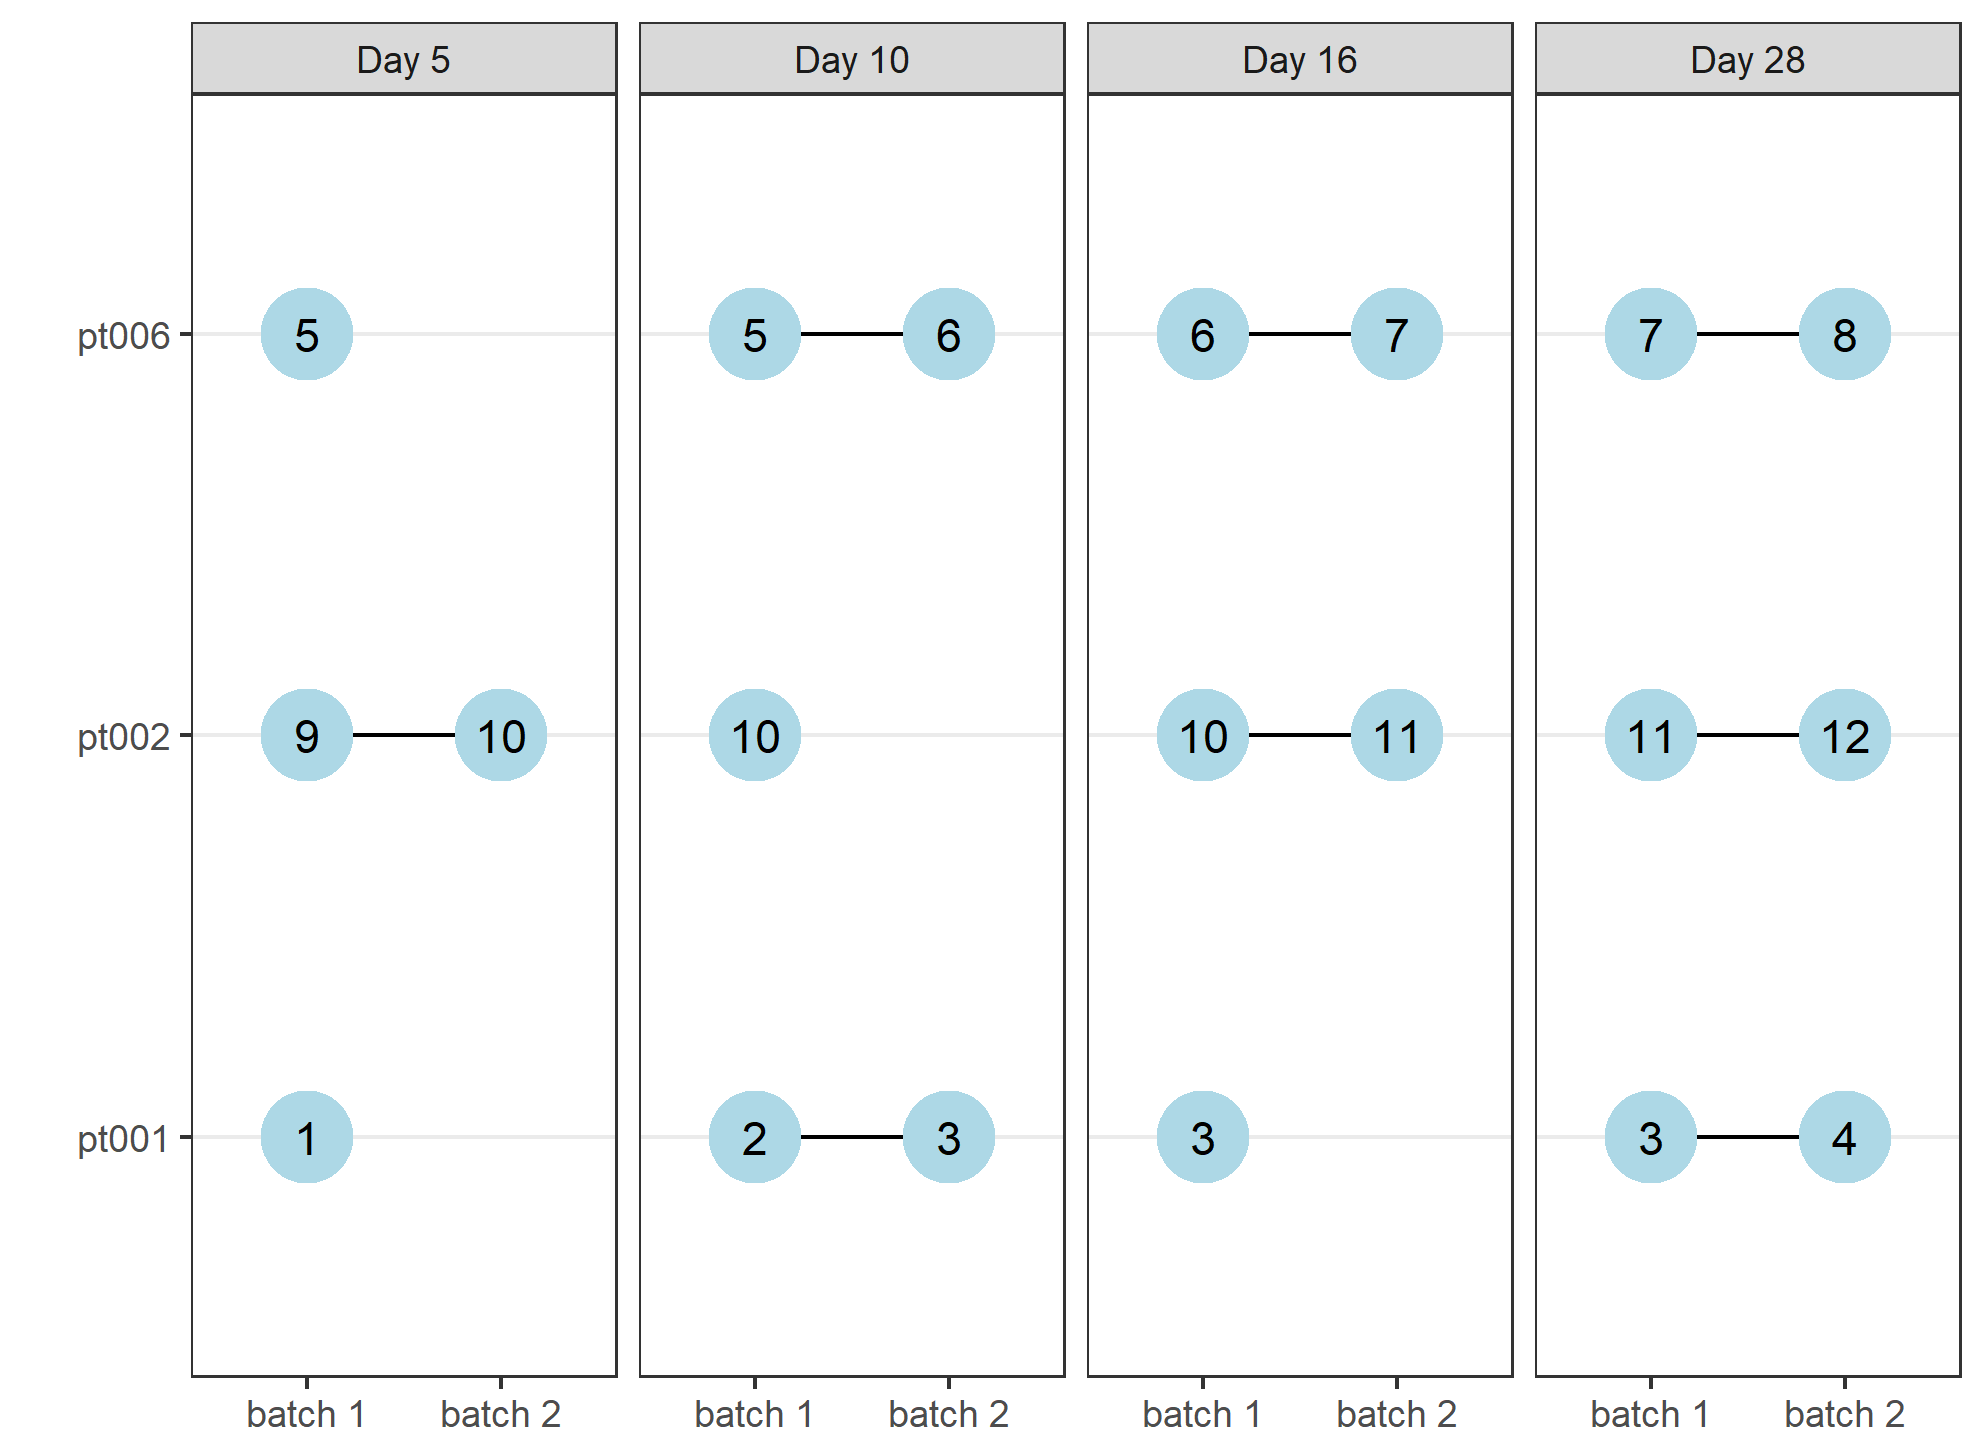 Day 5 Day 10 Day 16 Day 28
pt006 5 5 6 6 7 7 8
pt002 9 10 10 10 11 11 12
pt001 1 2 3 3 3 4
batch 1 batch 2 batch 1 batch 2 batch 1 batch 2 batch 1 batch 2